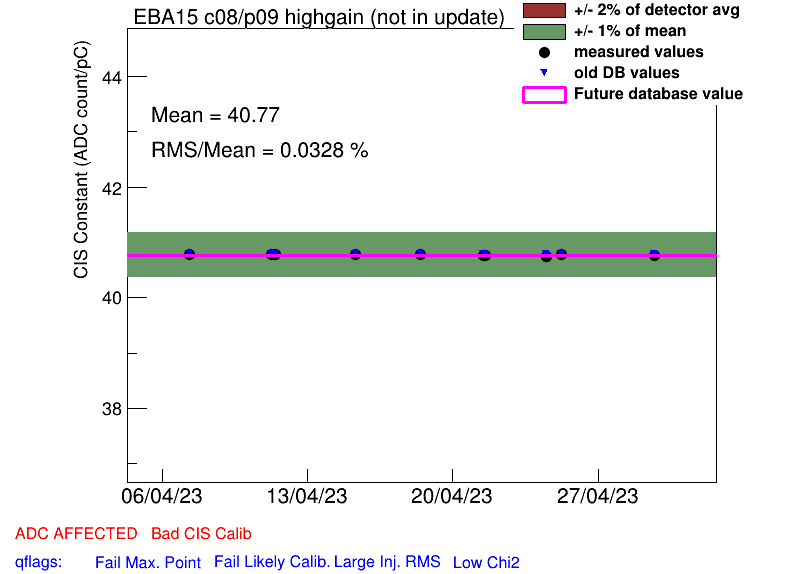 EBA15 c08/p09 highgain (not in update)
+/- 2% of detector avg
+/- 1% of mean
measured values
old DB values
Future database value
CIS Constant (ADC count/pC)
44
42
40
38
Mean = 40.77
RMS/Mean = 0.0328 %
06/04/23 13/04/23 20/04/23 27/04/23
ADC AFFECTED Bad CIS Calib
qflags: Fail Max. Point Fail Likely Calib. Large Inj. RMS Low Chi2